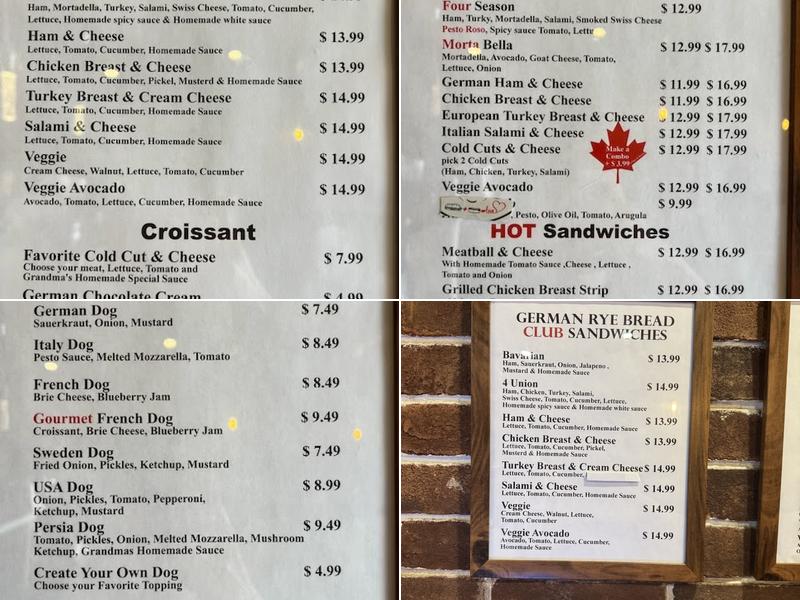 Ham, Mortadella, Turkey, Salami, Swiss Cheese, Tomato, Cucumber,
Lettuce, Homemade spicy sauce & Homemade white sauce
Ham & Cheese $ 13.99
Lettuce, Tomato, Cucumber, Homemade Sauce
Chicken Breast & Cheese $ 13.99
Lettuce, Tomato, Cucumber, Pickel, Musterd & Homemade Sauce
Turkey Breast & Cream Cheese $ 14.99
Lettuce, Tomato, Cucumber, Homemade Sauce
Salami & Cheese $ 14.99
Lettuce, Tomato, Cucumber, Homemade Sauce
Veggie $ 14.99
Cream Cheese, Walnut, Lettuce, Tomato, Cucumber
Veggie Avocado $ 14.99
Avocado, Tomato, Lettuce, Cucumber, Homemade Sauce
Croissant
Favorite Cold Cut & Cheese $ 7.99
Choose your meat, Lettuce, Tomato and
Grandma's Homemade Special Sauce
German Chocolate Cream $ 4.99
Four Season $ 12.99
Ham, Turky, Mortadella, Salami, Smoked Swiss Cheese
Pesto Roso, Spicy sauce Tomato,
Morta Bella $ 12.99 $ 17.99
Mortadella, Avocado, Goat Cheese, Tomato,
Lettuce, Onion
German Ham & Cheese $ 11.99 $ 16.99
Chicken Breast & Cheese $ 11.99 $ 16.99
European Turkey Breast & Cheese $ 12.99 $ 17.99
Italian Salami & Cheese $ 12.99 $ 17.99
Cold Cuts & Cheese $ 12.99 $ 17.99
pick 2 Cold Cuts
(Ham, Chicken, Turkey, Salami)
Make a
Combo
+ $ 3.99
Veggie Avocado $ 12.99 $ 16.99
$ 9.99
, Pesto, Olive Oil, Tomato, Arugula
HOT Sandwiches
Meatball & Cheese $ 12.99 $ 16.99
With Homemade Tomato Sauce ,Cheese , Lettuce ,
Tomato and Onion
Grilled Chicken Breast Strip $ 12.99 $ 16.99
German Dog $ 7.49
Sauerkraut, Onion, Mustard
Italy Dog $ 8.49
Pesto Sauce, Melted Mozzarella, Tomato
French Dog $ 8.49
Brie Cheese, Blueberry Jam
Gourmet French Dog $ 9.49
Croissant, Brie Cheese, Blueberry Jam
Sweden Dog $ 7.49
Fried Onion, Pickles, Ketchup, Mustard
USA Dog $ 8.99
Onion, Pickles, Tomato, Pepperoni,
Ketchup, Mustard
Persia Dog $ 9.49
Tomato, Pickles, Onion, Melted Mozzarella, Mushroom
Ketchup, Grandmas Homemade Sauce
Create Your Own Dog $ 4.99
Choose your Favorite Topping
GERMAN RYE BREAD
CLUB SANDWICHES
Bavarian $ 13.99
Ham, Sauerkraut, Onion, Jalapeno ,
Mustard & Homemade Sauce
4 Union $ 14.99
Ham, Chicken, Turkey, Salami,
Swiss Cheese, Tomato, Cucumber, Lettuce,
Homemade spicy sauce & Homemade white sauce
Ham & Cheese $ 13.99
Lettuce, Tomato, Cucumber, Homemade Sauce
Chicken Breast & Cheese $ 13.99
Lettuce, Tomato, Cucumber, Pickel,
Musterd & Homemade Sauce
Turkey Breast & Cream Cheese $ 14.99
Lettuce, Tomato, Cucumber,
Salami & Cheese $ 14.99
Lettuce, Tomato, Cucumber, Homemade Sauce
Veggie $ 14.99
Cream Cheese, Walnut, Lettuce,
Tomato, Cucumber
Veggie Avocado $ 14.99
Avocado, Tomato, Lettuce, Cucumber,
Homemade Sauce